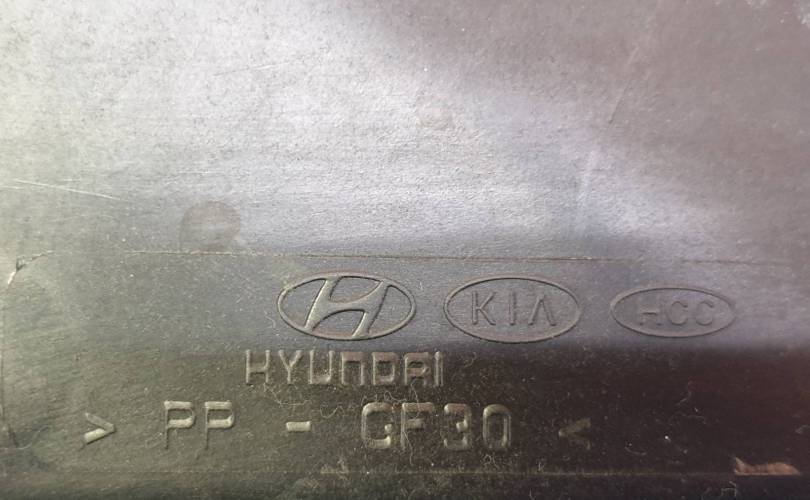 KIA HCC
HYUNDAI
> PP - GF30 <